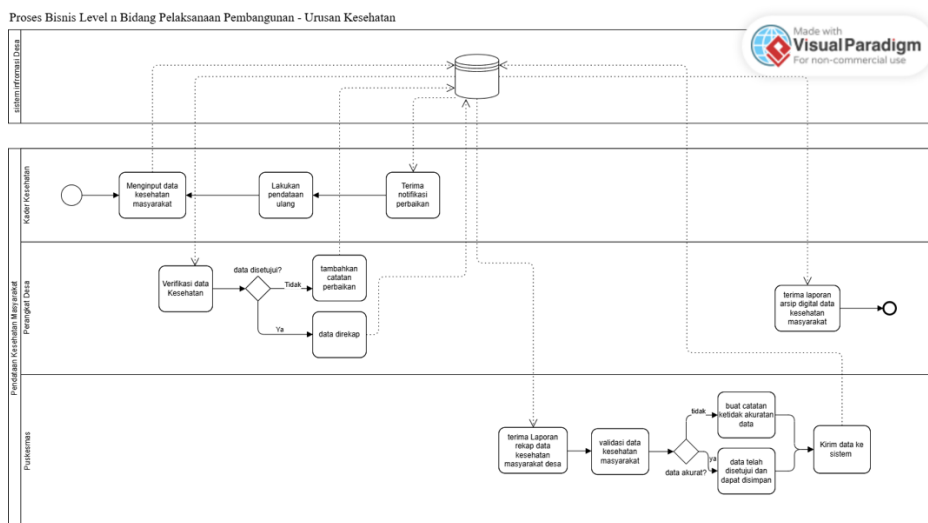 Proses Bisnis Level n Bidang Pelaksanaan Pembangunan - Urusan Kesehatan
Made with
VisualParadigm
For non-commercial use
sistem infromasi Desa
Pendataan Kesehatan Masyarakat
Kader Kesehatan
Menginput data
kesehatan
masyarakat
Lakukan
pendataan
ulang
Terima
notifikasi
perbaikan
Perangkat Desa
Verifikasi data
Kesehatan
data disetujui?
Tidak
tambahkan
catatan
perbaikan
Ya
data direkap
terima laporan
arsip digital data
kesehatan
masyarakat
Puskesmas
terima Laporan
rekap data
kesehatan
masyarakat desa
validasi data
kesehatan
masyarakat
data akurat?
tidak
buat catatan
ketidak akuratan
data
ya
data telah
disetujui dan
dapat disimpan
Kirim data ke
sistem